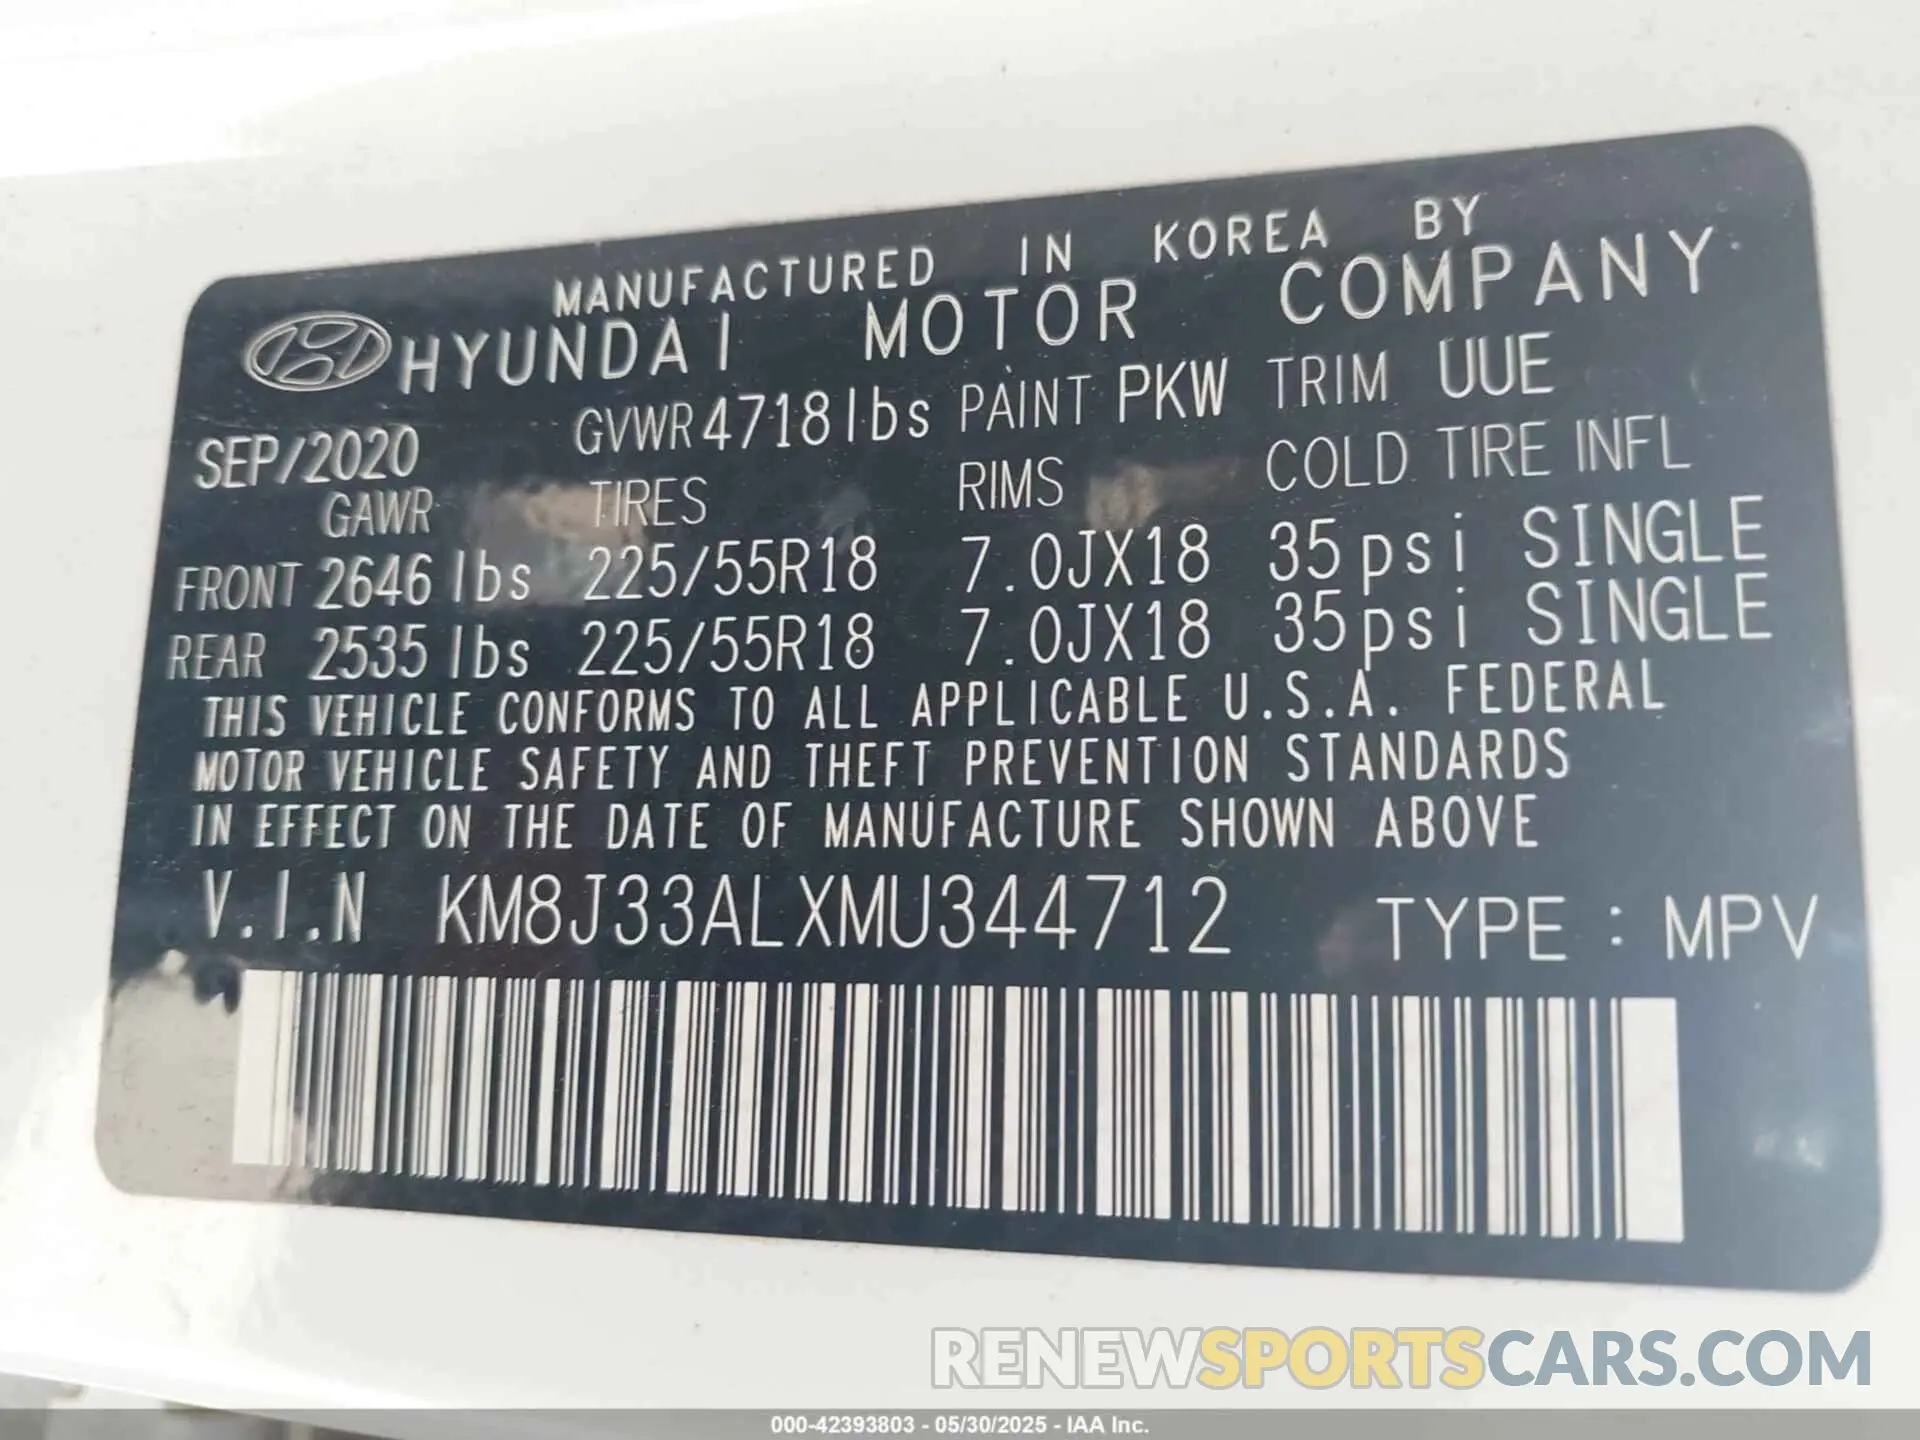 MANUFACTURED IN KOREA BY
HYUNDAI MOTOR COMPANY
SEP/2020 GVWR 4718lbs PAINT PKW TRIM UUE
GAWR TIRES RIMS COLD TIRE INFL
FRONT 2646 lbs 225/55R18 7.0JX18 35psi SINGLE
REAR 2535 lbs 225/55R18 7.0JX18 35psi SINGLE
THIS VEHICLE CONFORMS TO ALL APPLICABLE U.S.A. FEDERAL
MOTOR VEHICLE SAFETY AND THEFT PREVENTION STANDARDS
IN EFFECT ON THE DATE OF MANUFACTURE SHOWN ABOVE
V.I.N KM8J33ALXMU344712 TYPE : MPV
RENEWSPORTSCARS.COM
000-42393803 - 05/30/2025 - IAA Inc.